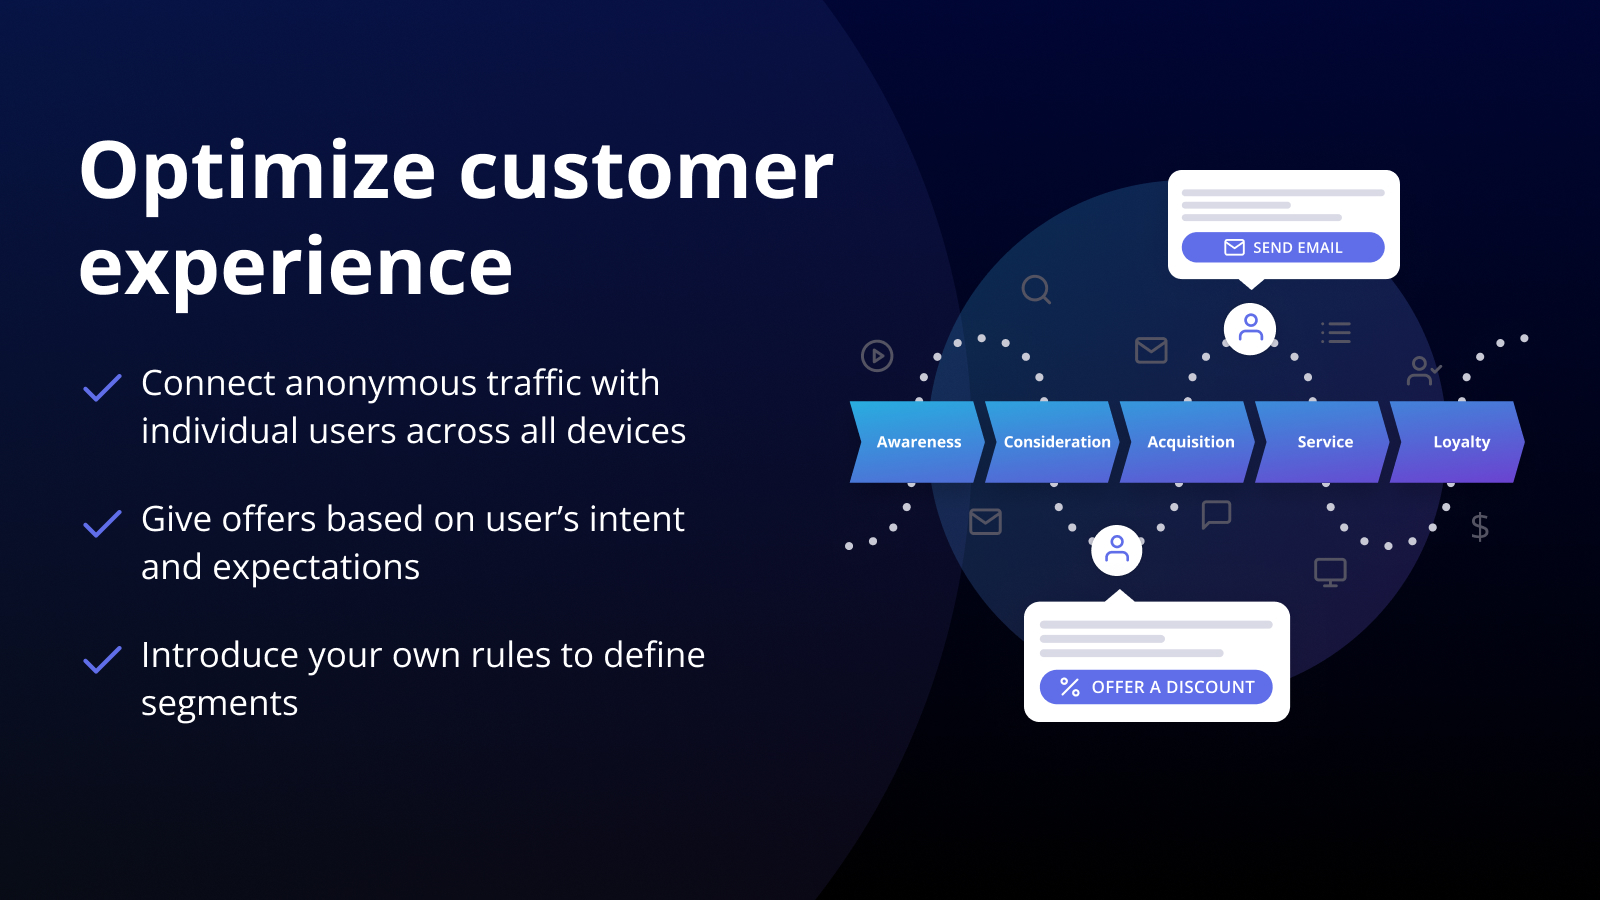 Optimize customer
experience
Connect anonymous traffic with
individual users across all devices
Give offers based on user’s intent
and expectations
Introduce your own rules to define
segments
SEND EMAIL
Awareness
Consideration
Acquisition
Service
Loyalty
$
% OFFER A DISCOUNT